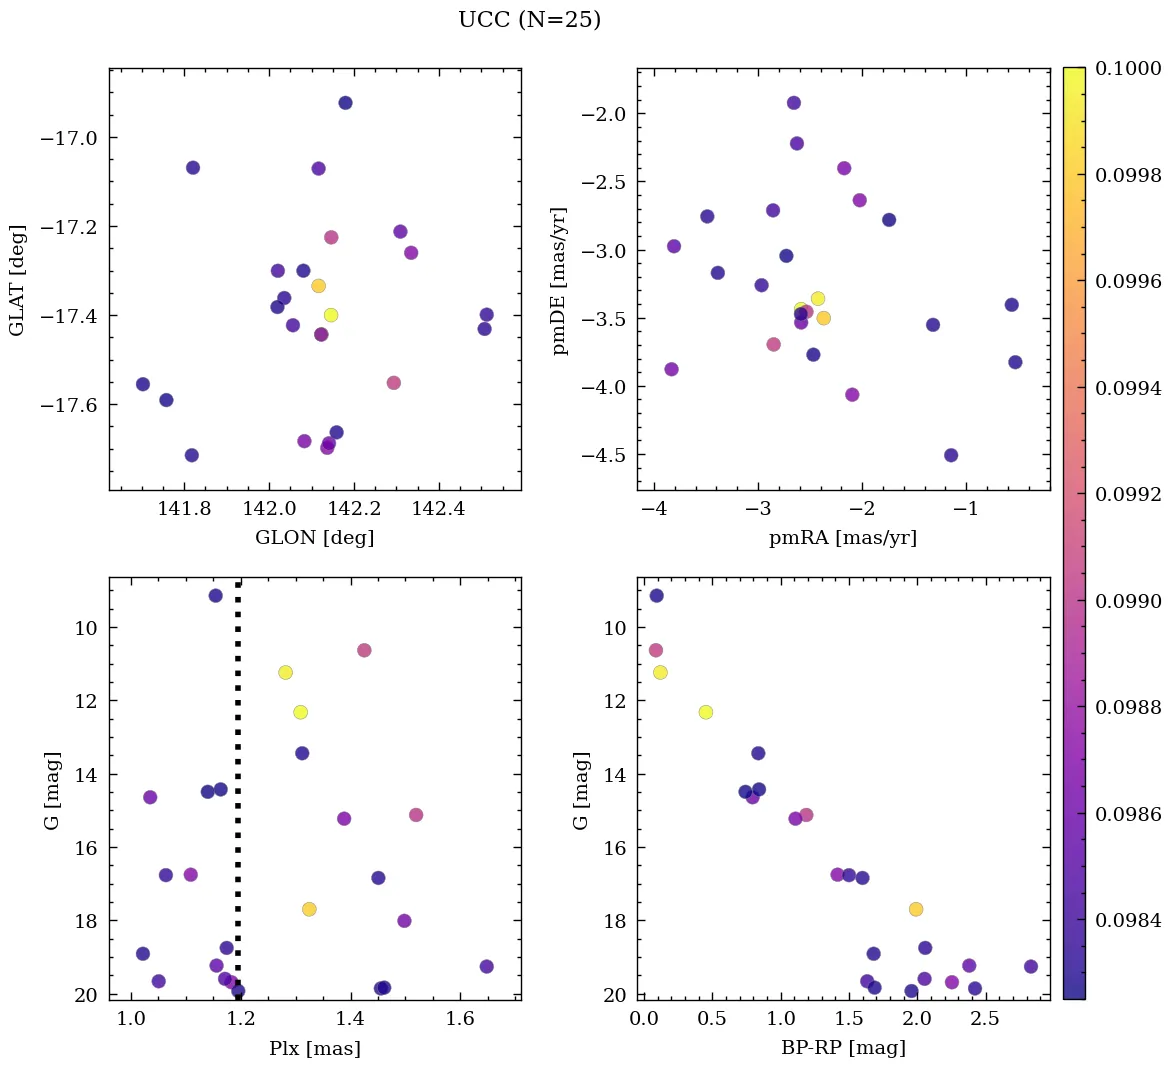 UCC (N=25)
−17.0
−17.2
−17.4
−17.6
GLAT [deg]
141.8 142.0 142.2 142.4
GLON [deg]
−2.0
−2.5
−3.0
−3.5
−4.0
−4.5
pmDE [mas/yr]
−4 −3 −2 −1
pmRA [mas/yr]
10
12
14
16
18
20
G [mag]
1.0 1.2 1.4 1.6
Plx [mas]
10
12
14
16
18
20
G [mag]
0.0 0.5 1.0 1.5 2.0 2.5
BP-RP [mag]
0.1000
0.0998
0.0996
0.0994
0.0992
0.0990
0.0988
0.0986
0.0984